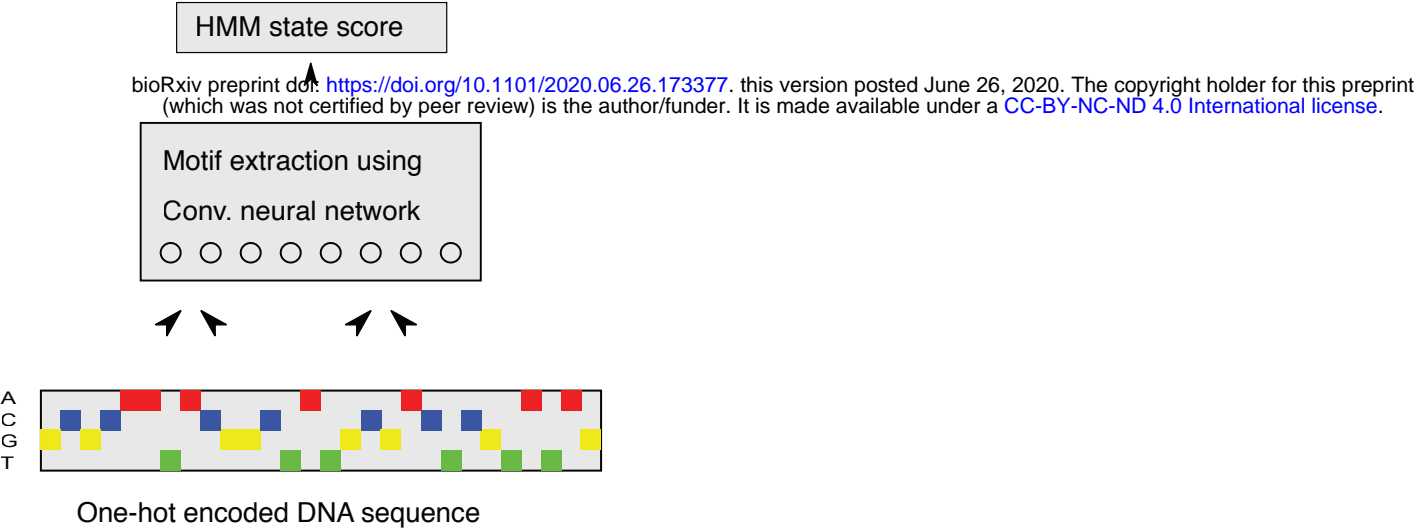 HMM state score
bioRxiv preprint doi: https://doi.org/10.1101/2020.06.26.173377. this version posted June 26, 2020. The copyright holder for this preprint
(which was not certified by peer review) is the author/funder. It is made available under a CC-BY-NC-ND 4.0 International license.
Motif extraction using
Conv. neural network
A
C
G
T
One-hot encoded DNA sequence